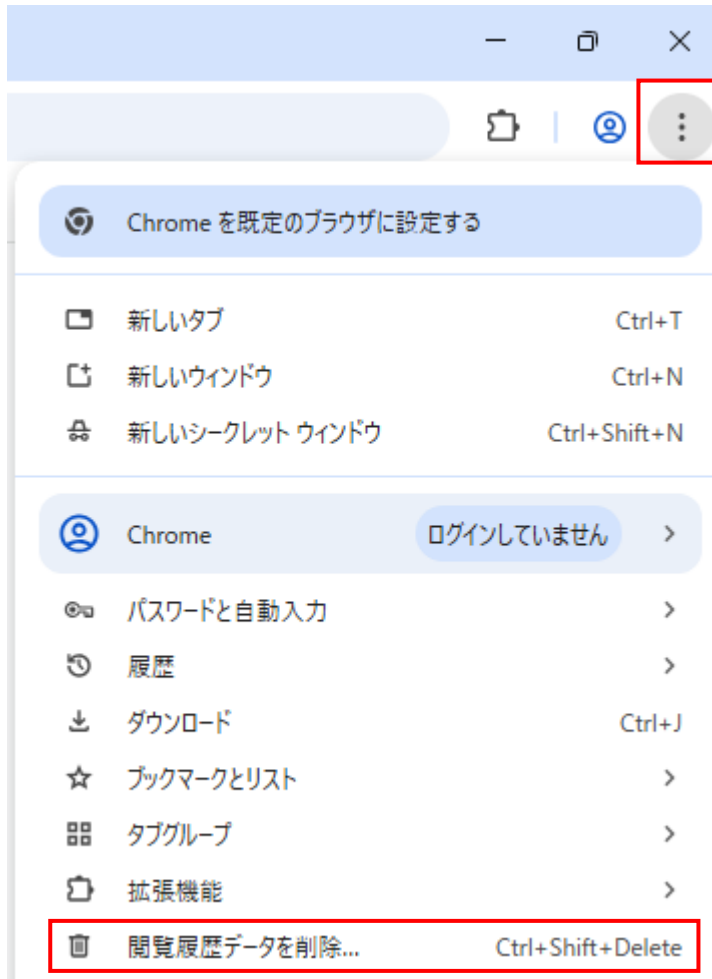 Chrome を既定のブラウザに設定する
新しいタブ Ctrl+T
新しいウィンドウ Ctrl+N
新しいシークレット ウィンドウ Ctrl+Shift+N
Chrome ログインしていません
パスワードと自動入力
履歴
ダウンロード Ctrl+J
ブックマークとリスト
タブグループ
拡張機能
閲覧履歴データを削除... Ctrl+Shift+Delete